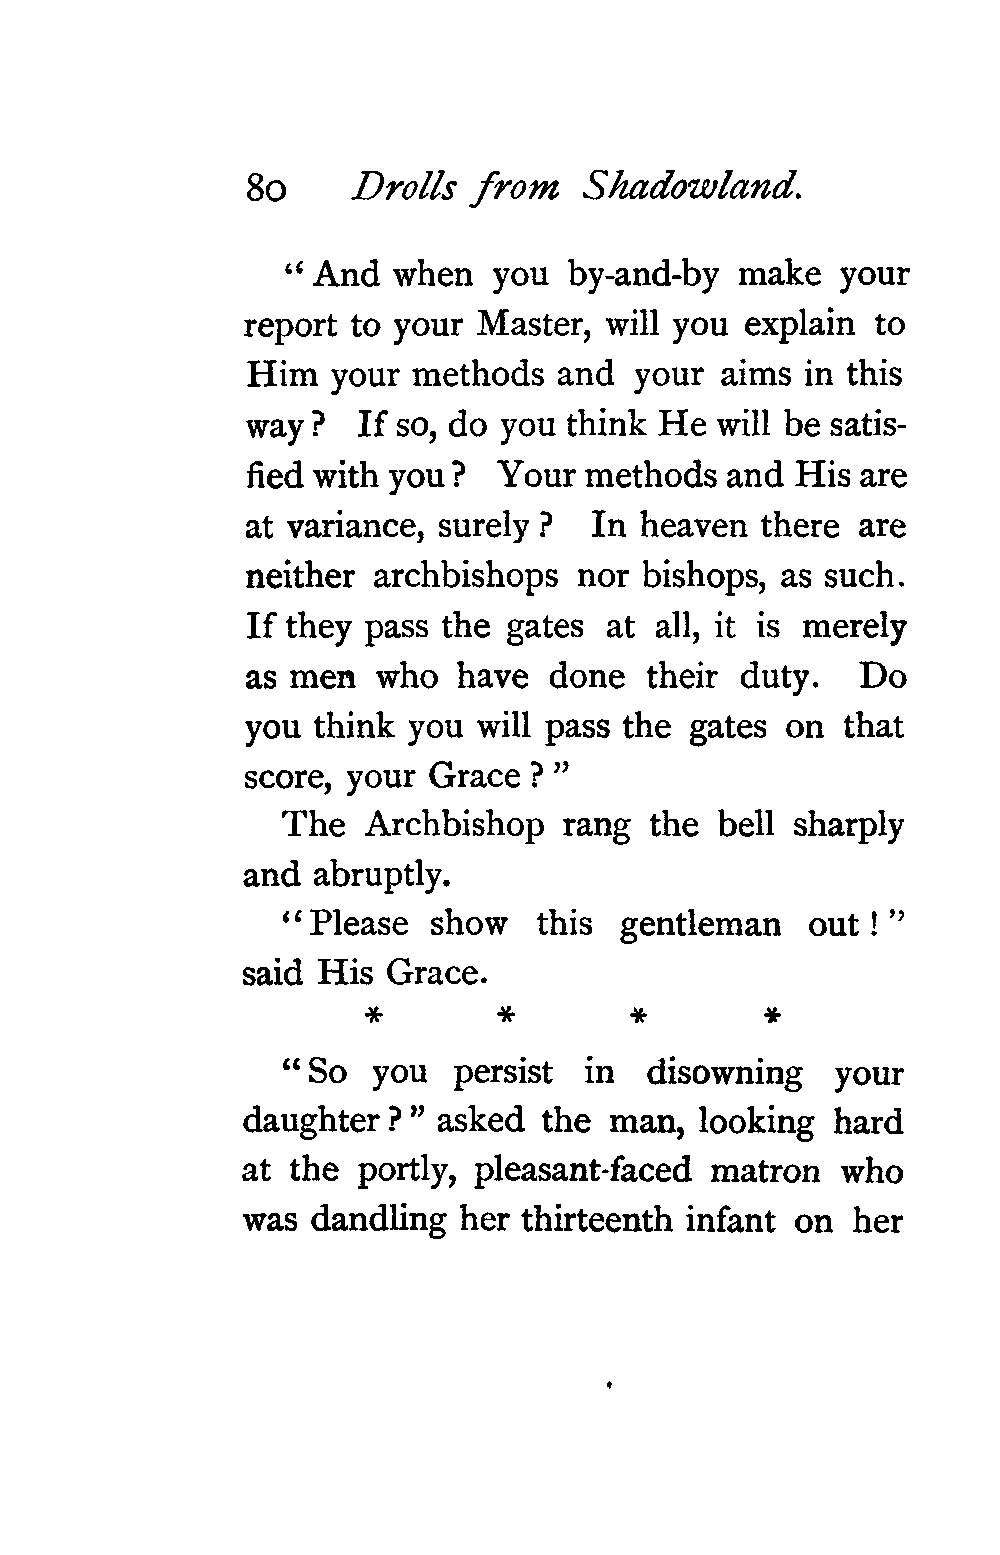 80 Drolls from Shadowland.
“ And when you by-and-by make your
report to your Master, will you explain to
Him your methods and your aims in this
way ? If so, do you think He will be satis-
fied with you ? Your methods and His are
at variance, surely ? In heaven there are
neither archbishops nor bishops, as such.
If they pass the gates at all, it is merely
as men who have done their duty. Do
you think you will pass the gates on that
score, your Grace ? ”
The Archbishop rang the bell sharply
and abruptly.
“ Please show this gentleman out ! ”
said His Grace.
* * * *
“ So you persist in disowning your
daughter ? ” asked the man, looking hard
at the portly, pleasant-faced matron who
was dandling her thirteenth infant on her